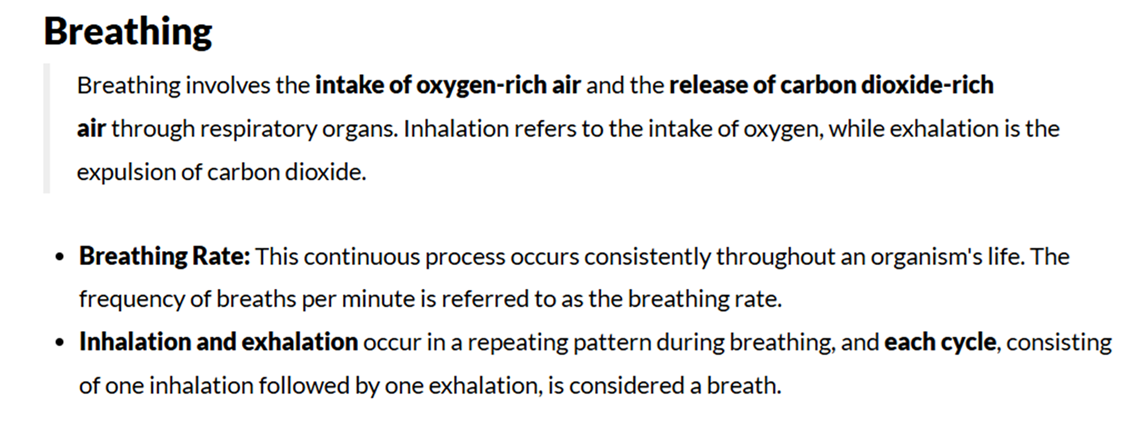 Breathing
Breathing involves the intake of oxygen-rich air and the release of carbon dioxide-rich
air through respiratory organs. Inhalation refers to the intake of oxygen, while exhalation is the
expulsion of carbon dioxide.
• Breathing Rate: This continuous process occurs consistently throughout an organism's life. The
frequency of breaths per minute is referred to as the breathing rate.
• Inhalation and exhalation occur in a repeating pattern during breathing, and each cycle, consisting
of one inhalation followed by one exhalation, is considered a breath.